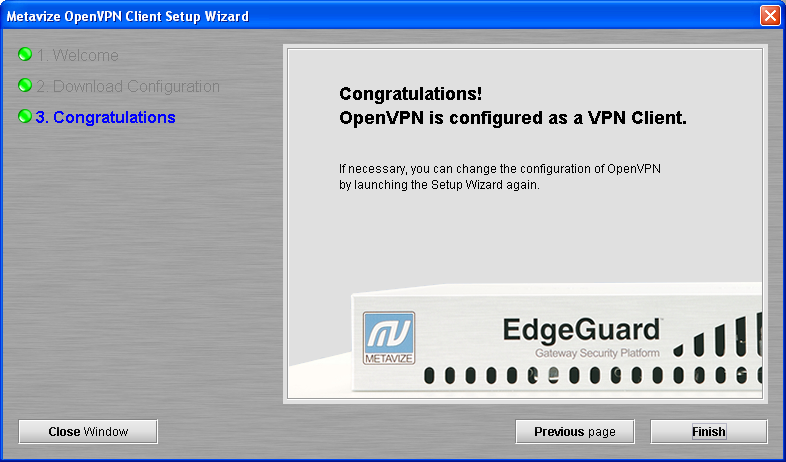 Metavize OpenVPN Client Setup Wizard
1. Welcome
2. Download Configuration
3. Congratulations
Congratulations!
OpenVPN is configured as a VPN Client.
If necessary, you can change the configuration of OpenVPN
by launching the Setup Wizard again.
METAVIZE
EdgeGuard™
Gateway Security Platform
Close Window
Previous page
Finish